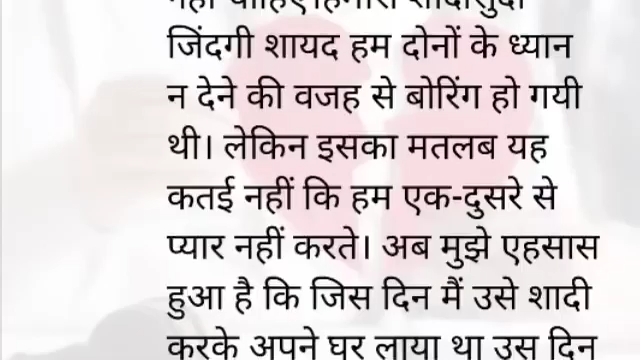 जिंदगी शायद हम दोनों के ध्यान
न देने की वजह से बोरिंग हो गयी
थी। लेकिन इसका मतलब यह
कतई नहीं कि हम एक-दुसरे से
प्यार नहीं करते। अब मुझे एहसास
हुआ है कि जिस दिन मैं उसे शादी
करके अपने घर लाया था उस दिन